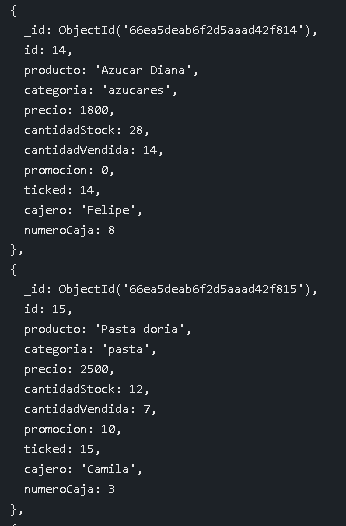 {
_id: ObjectId('66ea5deab6f2d5aaad42f814'),
id: 14,
producto: 'Azucar Diana',
categoria: 'azucares',
precio: 1800,
cantidadStock: 28,
cantidadVendida: 14,
promocion: 0,
ticked: 14,
cajero: 'Felipe',
numeroCaja: 8
},
{
_id: ObjectId('66ea5deab6f2d5aaad42f815'),
id: 15,
producto: 'Pasta doria',
categoria: 'pasta',
precio: 2500,
cantidadStock: 12,
cantidadVendida: 7,
promocion: 10,
ticked: 15,
cajero: 'Camila',
numeroCaja: 3
},